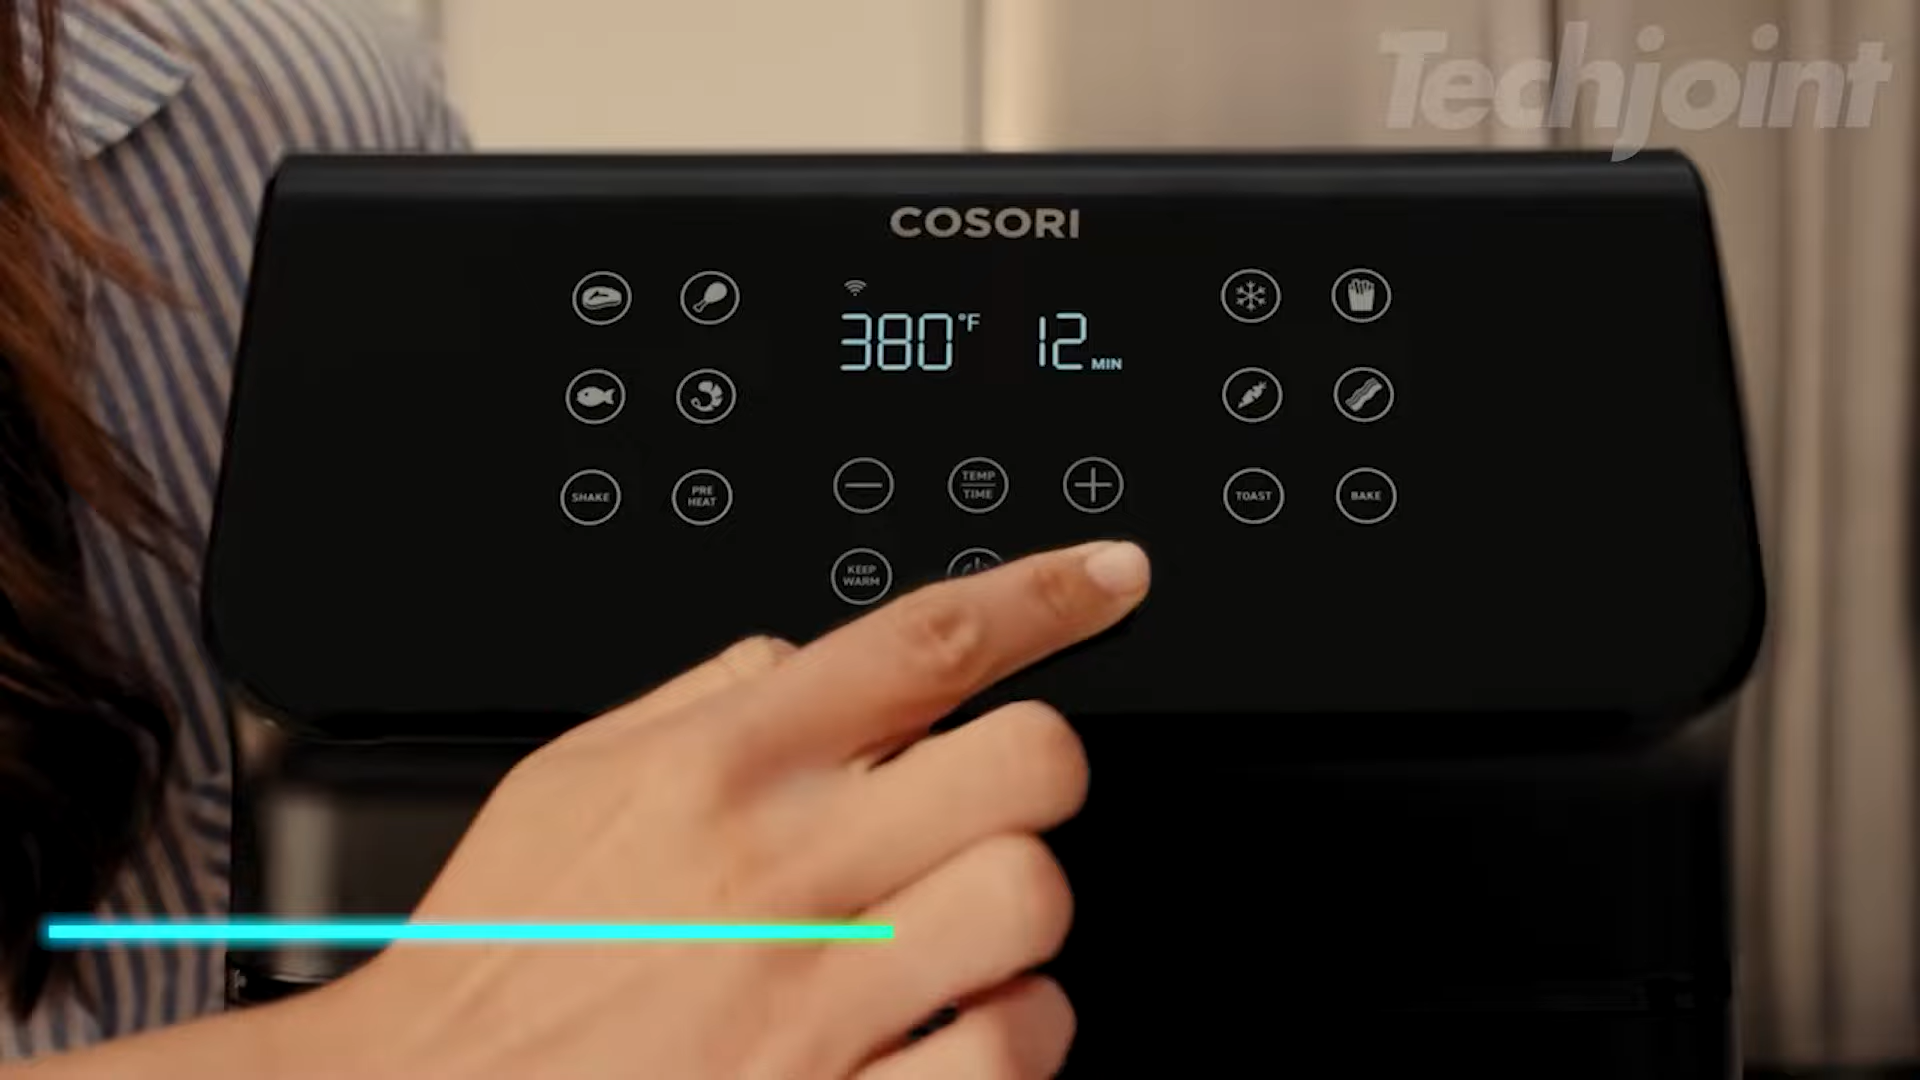 Techjoint
COSORI
380°F 12 MIN
TEMP
TIME
SHAKE
PRE
HEAT
TOAST
BAKE
KEEP
WARM